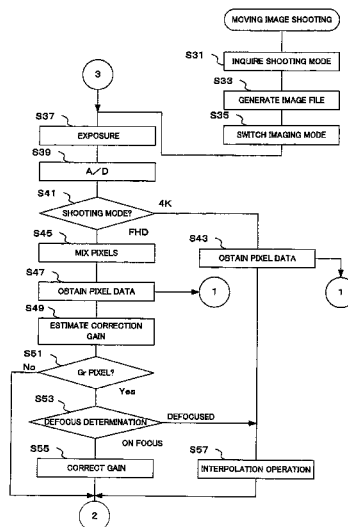 MOVING IMAGE SHOOTING
S31
INQUIRE SHOOTING MODE
S33
GENERATE IMAGE FILE
S35
SWITCH IMAGING MODE
3
S37
EXPOSURE
S39
A/D
S41
SHOOTING MODE?
4K
FHD
S45
MIX PIXELS
S43
OBTAIN PIXEL DATA
S47
OBTAIN PIXEL DATA
1
1
S49
ESTIMATE CORRECTION
GAIN
S51
No
Gr PIXEL?
Yes
S53
DEFOCUS DETERMINATION
DEFOCUSED
ON FOCUS
S55
CORRECT GAIN
S57
INTERPOLATION OPERATION
2